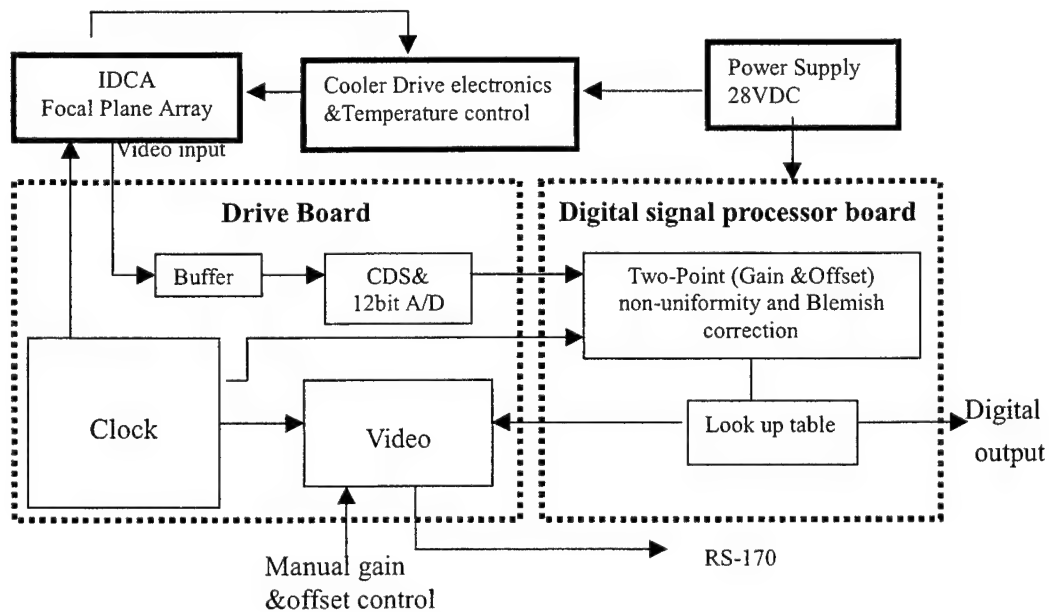 IDCA
Focal Plane Array
Cooler Drive electronics
&Temperature control
Power Supply
28VDC
Video input
Drive Board
Digital signal processor board
Buffer
CDS&
12bit A/D
Two-Point (Gain &Offset)
non-uniformity and Blemish
correction
Clock
Video
Look up table
Digital
output
Manual gain
&offset control
RS-170